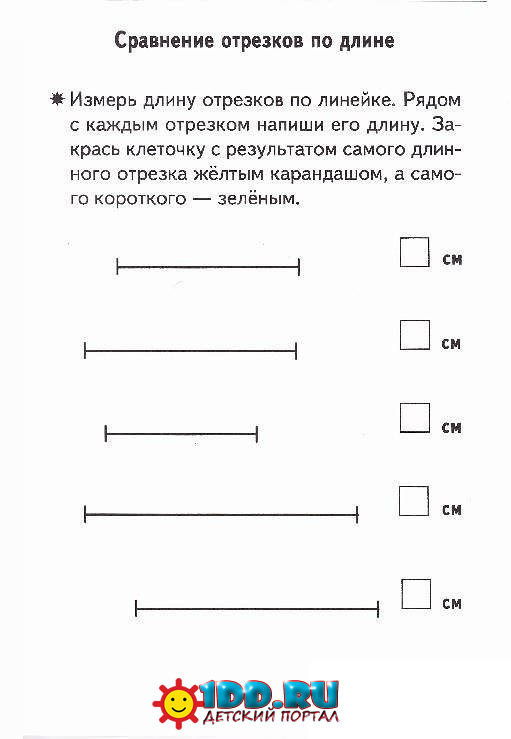 Сравнение отрезков по длине
Измерь длину отрезков по линейке. Рядом
с каждым отрезком напиши его длину. За-
крась клеточку с результатом самого длин-
ного отрезка жёлтым карандашом, а само-
го короткого — зелёным.
см
см
см
см
см
1DD.RU
ДЕТСКИЙ ПОРТАЛ